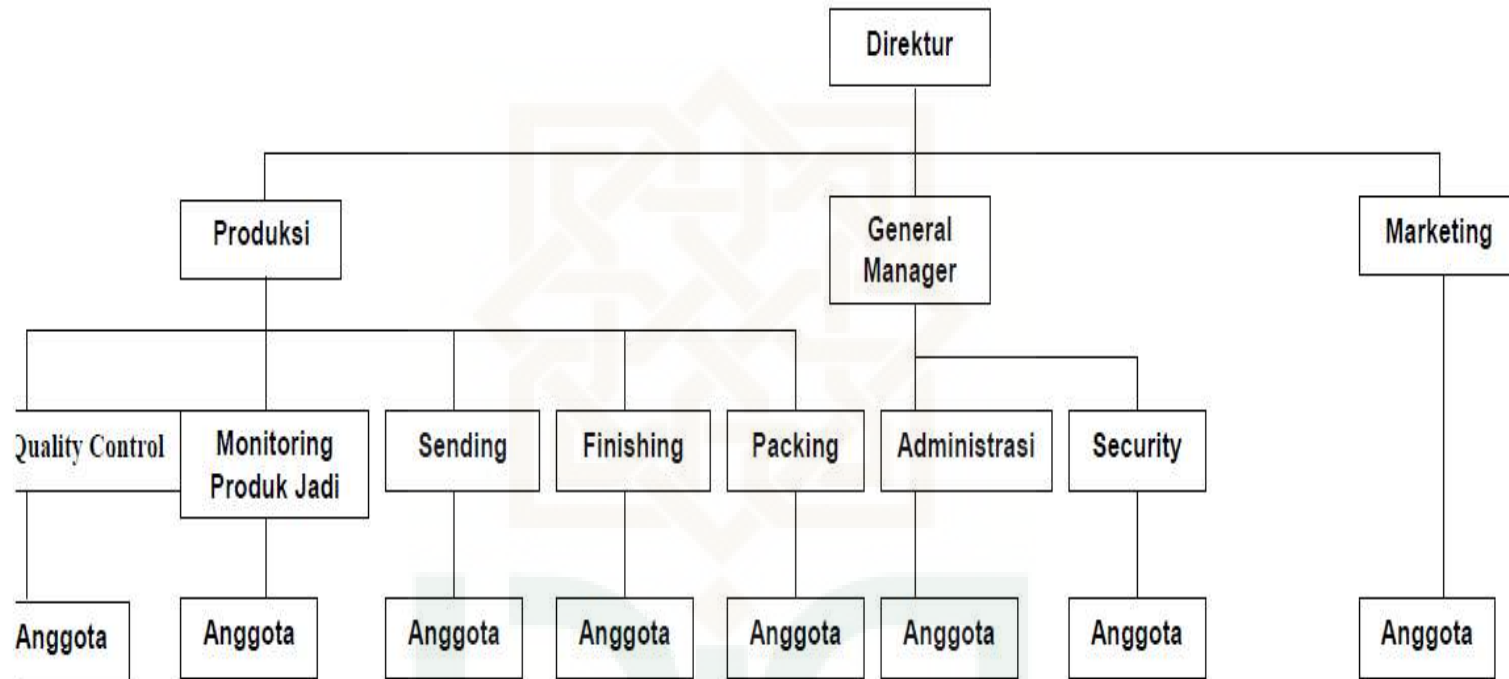 Direktur
Produksi
General
Manager
Marketing
Quality Control
Monitoring
Produk Jadi
Sending
Finishing
Packing
Administrasi
Security
Anggota
Anggota
Anggota
Anggota
Anggota
Anggota
Anggota
Anggota